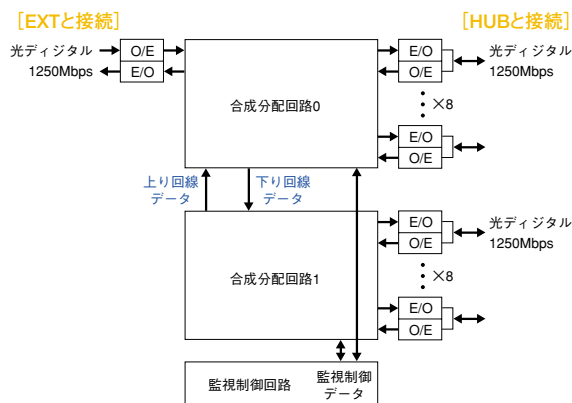 [EXTと接続]
[HUBと接続]
光ディジタル
1250Mbps
O/E
E/O
合成分配回路0
E/O
O/E
光ディジタル
1250Mbps
×8
E/O
O/E
上り回線
データ
下り回線
データ
合成分配回路1
E/O
O/E
光ディジタル
1250Mbps
×8
E/O
O/E
監視制御回路
監視制御
データ